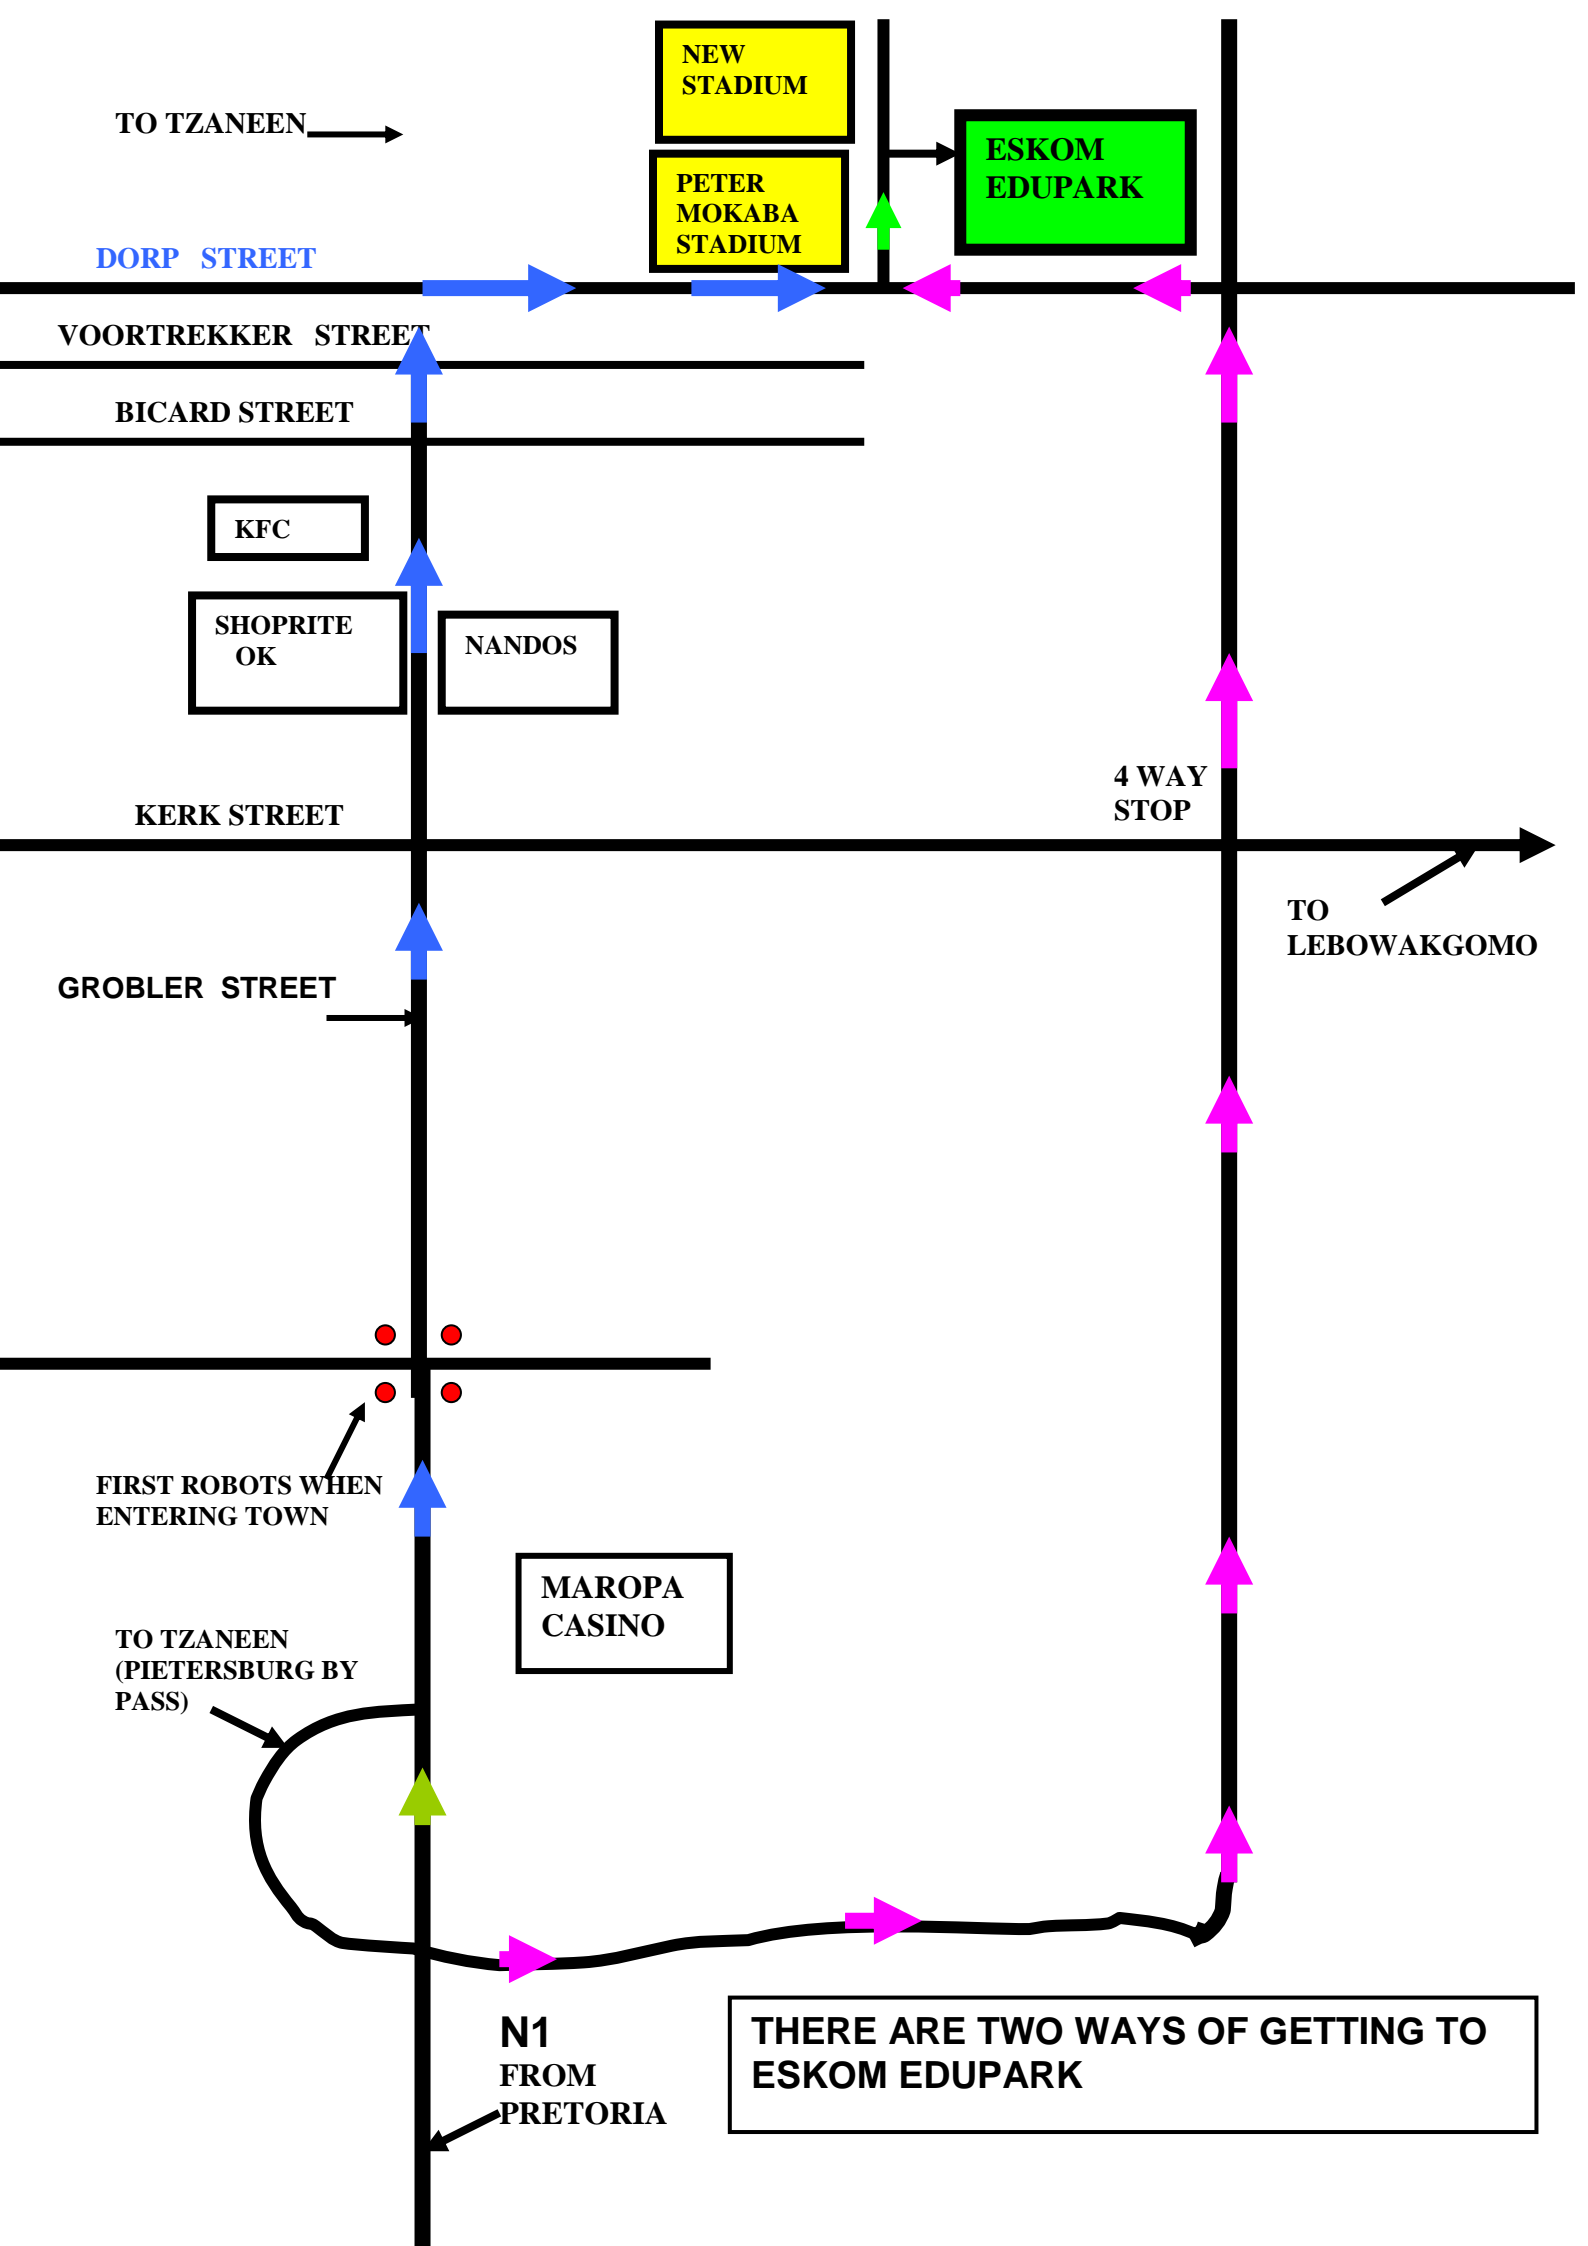 NEW
STADIUM
TO TZANEEN
ESKOM
EDUPARK
PETER
MOKABA
STADIUM
DORP STREET
VOORTREKKER STREET
BICARD STREET
KFC
SHOPRITE
OK
NANDOS
4 WAY
STOP
KERK STREET
TO
LEBOWAKGOMO
GROBLER STREET
FIRST ROBOTS WHEN
ENTERING TOWN
MAROPA
CASINO
TO TZANEEN
(PIETERSBURG BY
PASS)
N1
FROM
PRETORIA
THERE ARE TWO WAYS OF GETTING TO
ESKOM EDUPARK